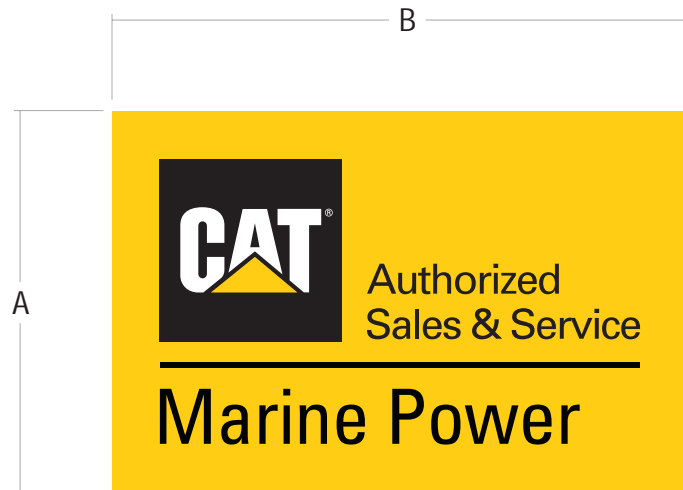 B
A
CAT®
Authorized
Sales & Service
Marine Power